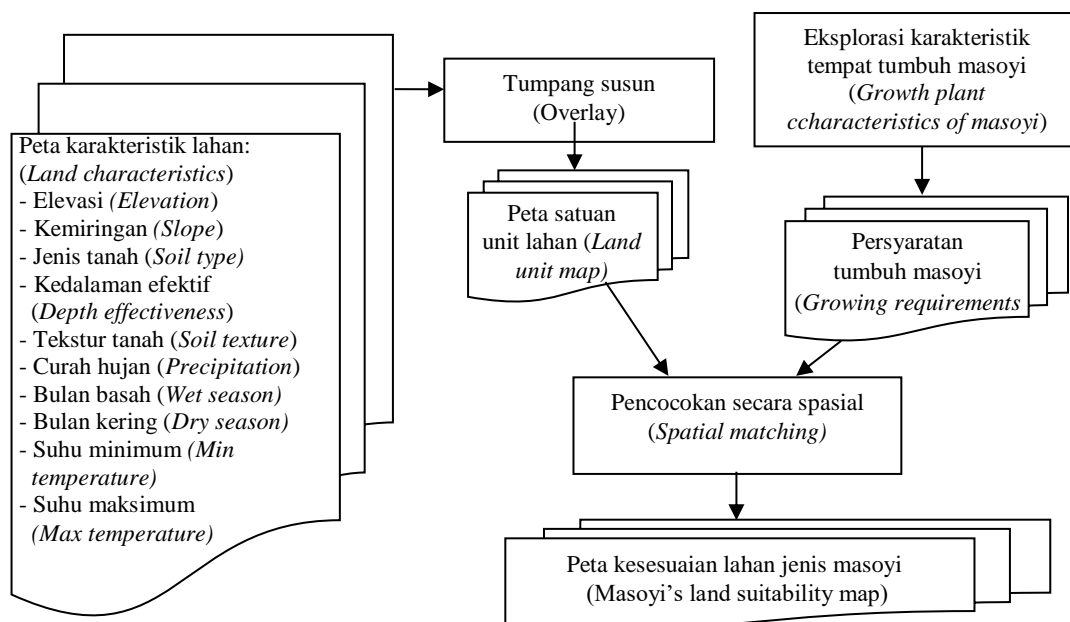 Peta karakteristik lahan:
(Land characteristics)
- Elevasi (Elevation)
- Kemiringan (Slope)
- Jenis tanah (Soil type)
- Kedalaman efektif
(Depth effectiveness)
- Tekstur tanah (Soil texture)
- Curah hujan (Precipitation)
- Bulan basah (Wet season)
- Bulan kering (Dry season)
- Suhu minimum (Min
temperature)
- Suhu maksimum
(Max temperature)
Tumpang susun
(Overlay)
Peta satuan
unit lahan (Land
unit map)
Eksplorasi karakteristik
tempat tumbuh masoyi
(Growth plant
ccharacteristics of masoyi)
Persyaratan
tumbuh masoyi
(Growing requirements
Pencocokan secara spasial
(Spatial matching)
Peta kesesuaian lahan jenis masoyi
(Masoyi's land suitability map)